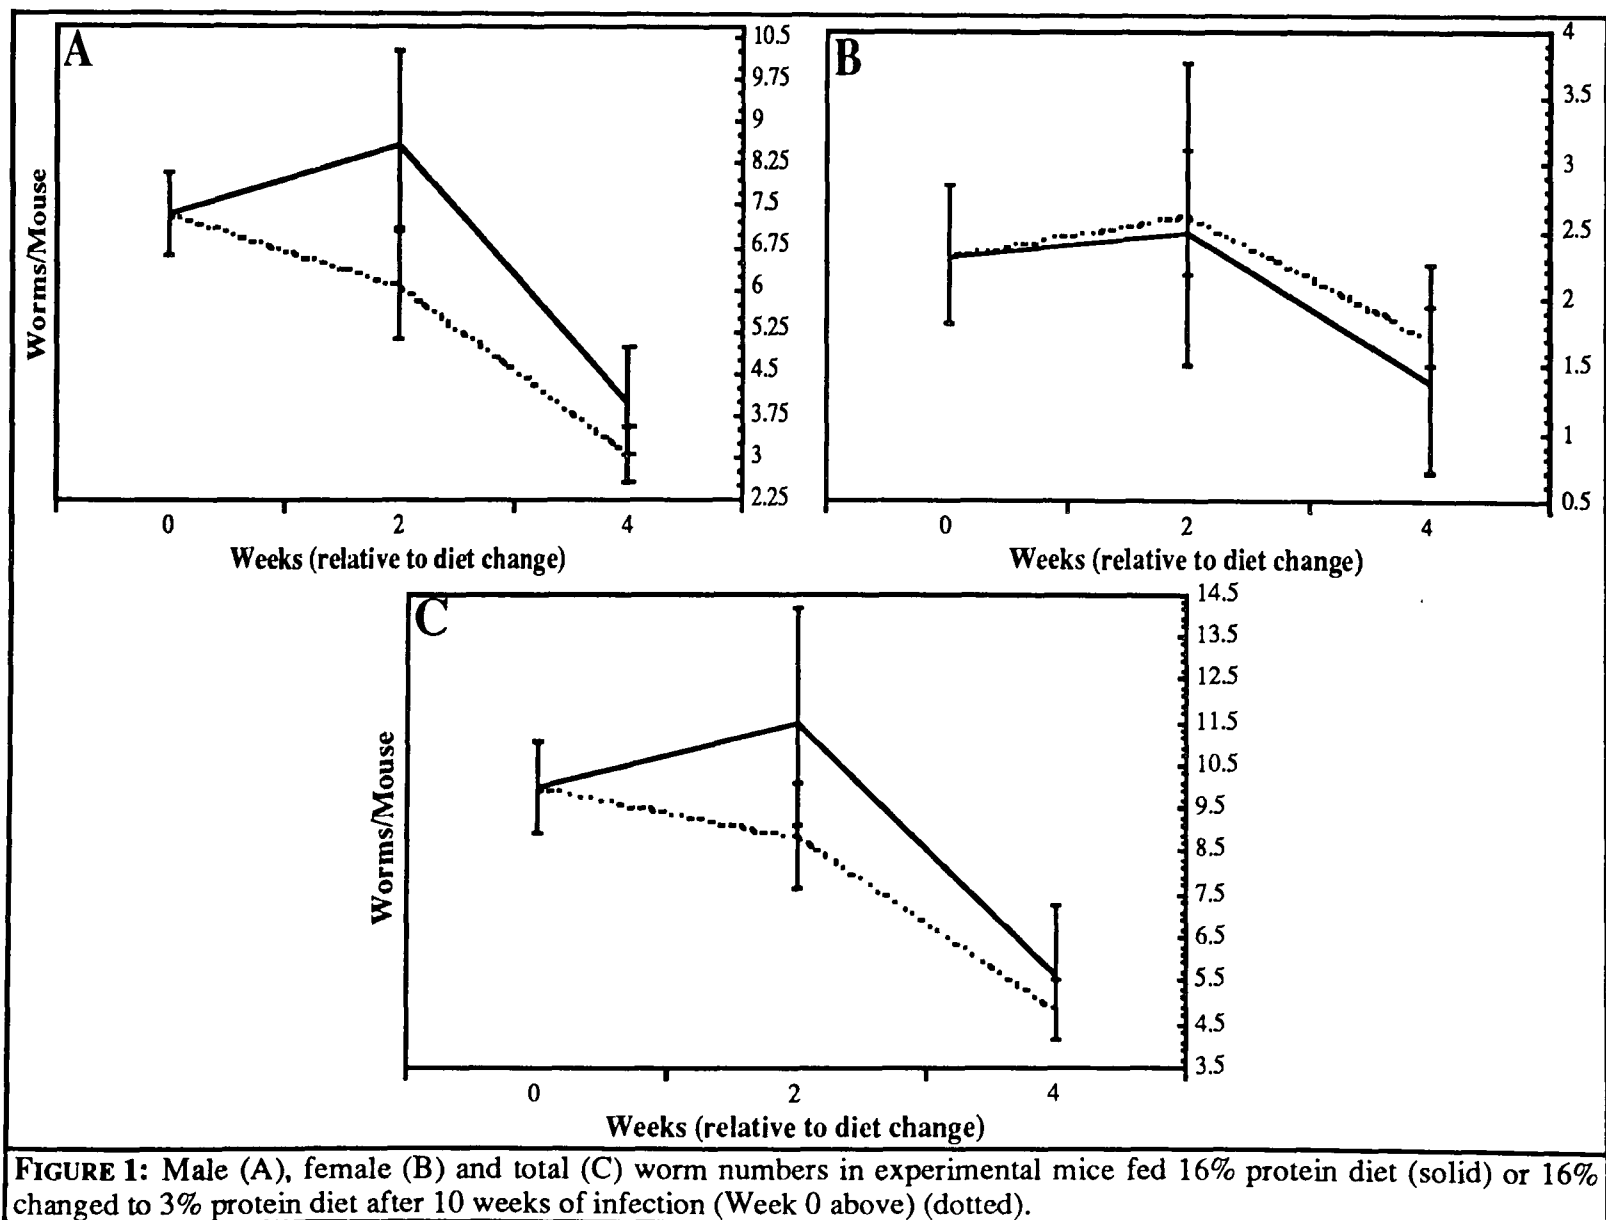 A
10.5
9.75
9
8.25
7.5
6.75
6
5.25
4.5
3.75
3
2.25
Worms/Mouse
0 2 4
Weeks (relative to diet change)
B
4
3.5
3
2.5
2
1.5
1
0.5
0 2 4
Weeks (relative to diet change)
C
14.5
13.5
12.5
11.5
10.5
9.5
8.5
7.5
6.5
5.5
4.5
3.5
Worms/Mouse
0 2 4
Weeks (relative to diet change)
FIGURE 1: Male (A), female (B) and total (C) worm numbers in experimental mice fed 16% protein diet (solid) or 16%
changed to 3% protein diet after 10 weeks of infection (Week 0 above) (dotted).